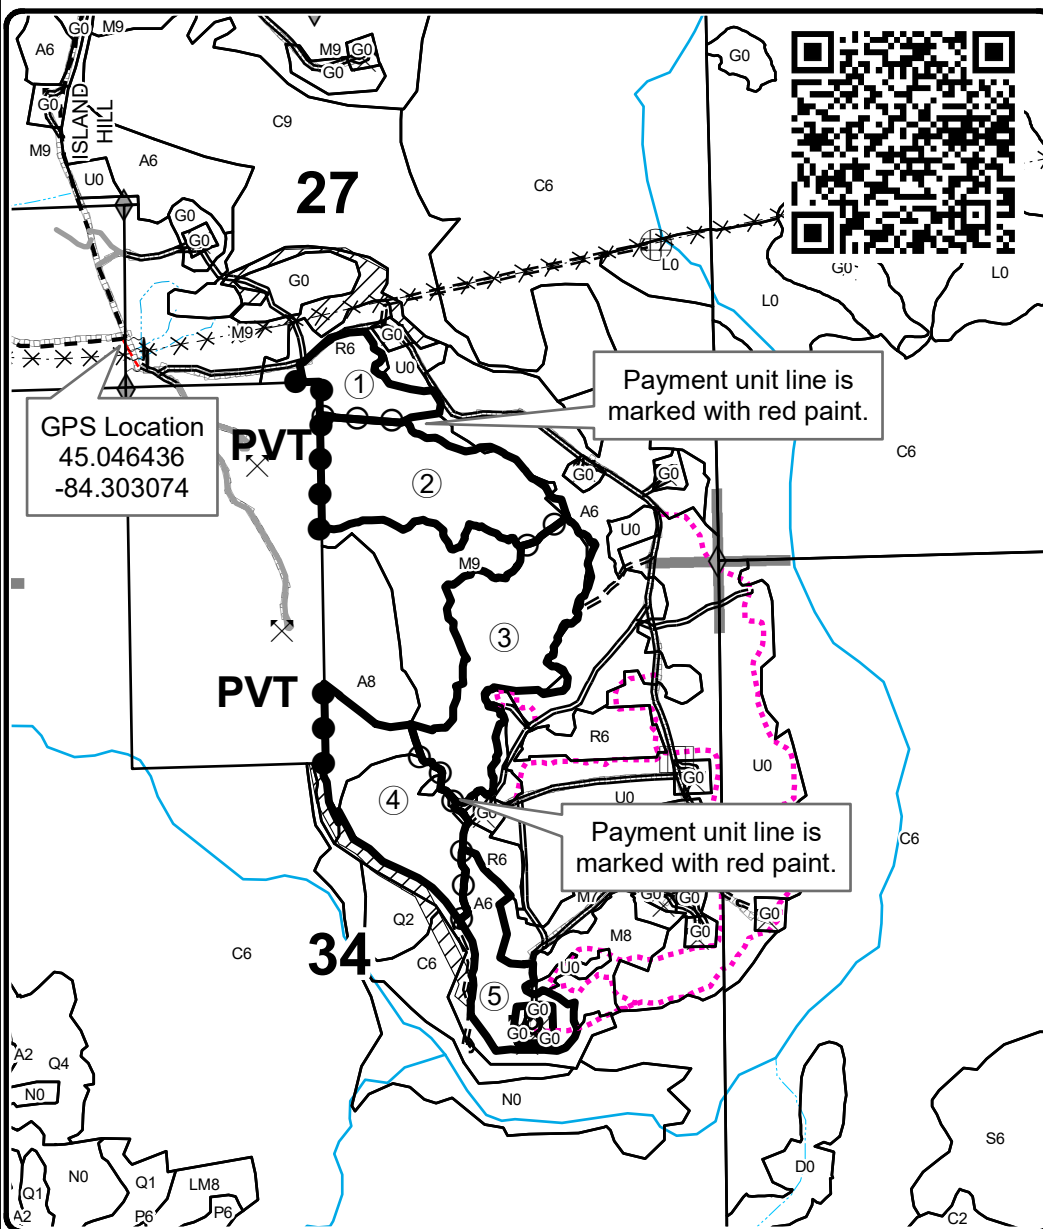 G0
M9
A6
M9
G0
G0
G0
G0
ISLAND
HILL
C9
M9
A6
U0
27
C6
G0
G0
L0
G0
L0
G0
L0
M9
R6
G0
U0
1
Payment unit line is
marked with red paint.
GPS Location
45.046436
-84.303074
PVT
2
G0
G0
C6
A6
U0
M9
3
PVT
A8
R6
U0
G0
4
U0
G0
Payment unit line is
marked with red paint.
C6
R6
A6
M7
G0
G0
G0
Q2
M8
G0
34
C6
C6
U0
5
G0
G0
G0
A2
Q4
N0
N0
S6
D0
N0
Q1
LM8
Q1
A2
P6
P6
C2